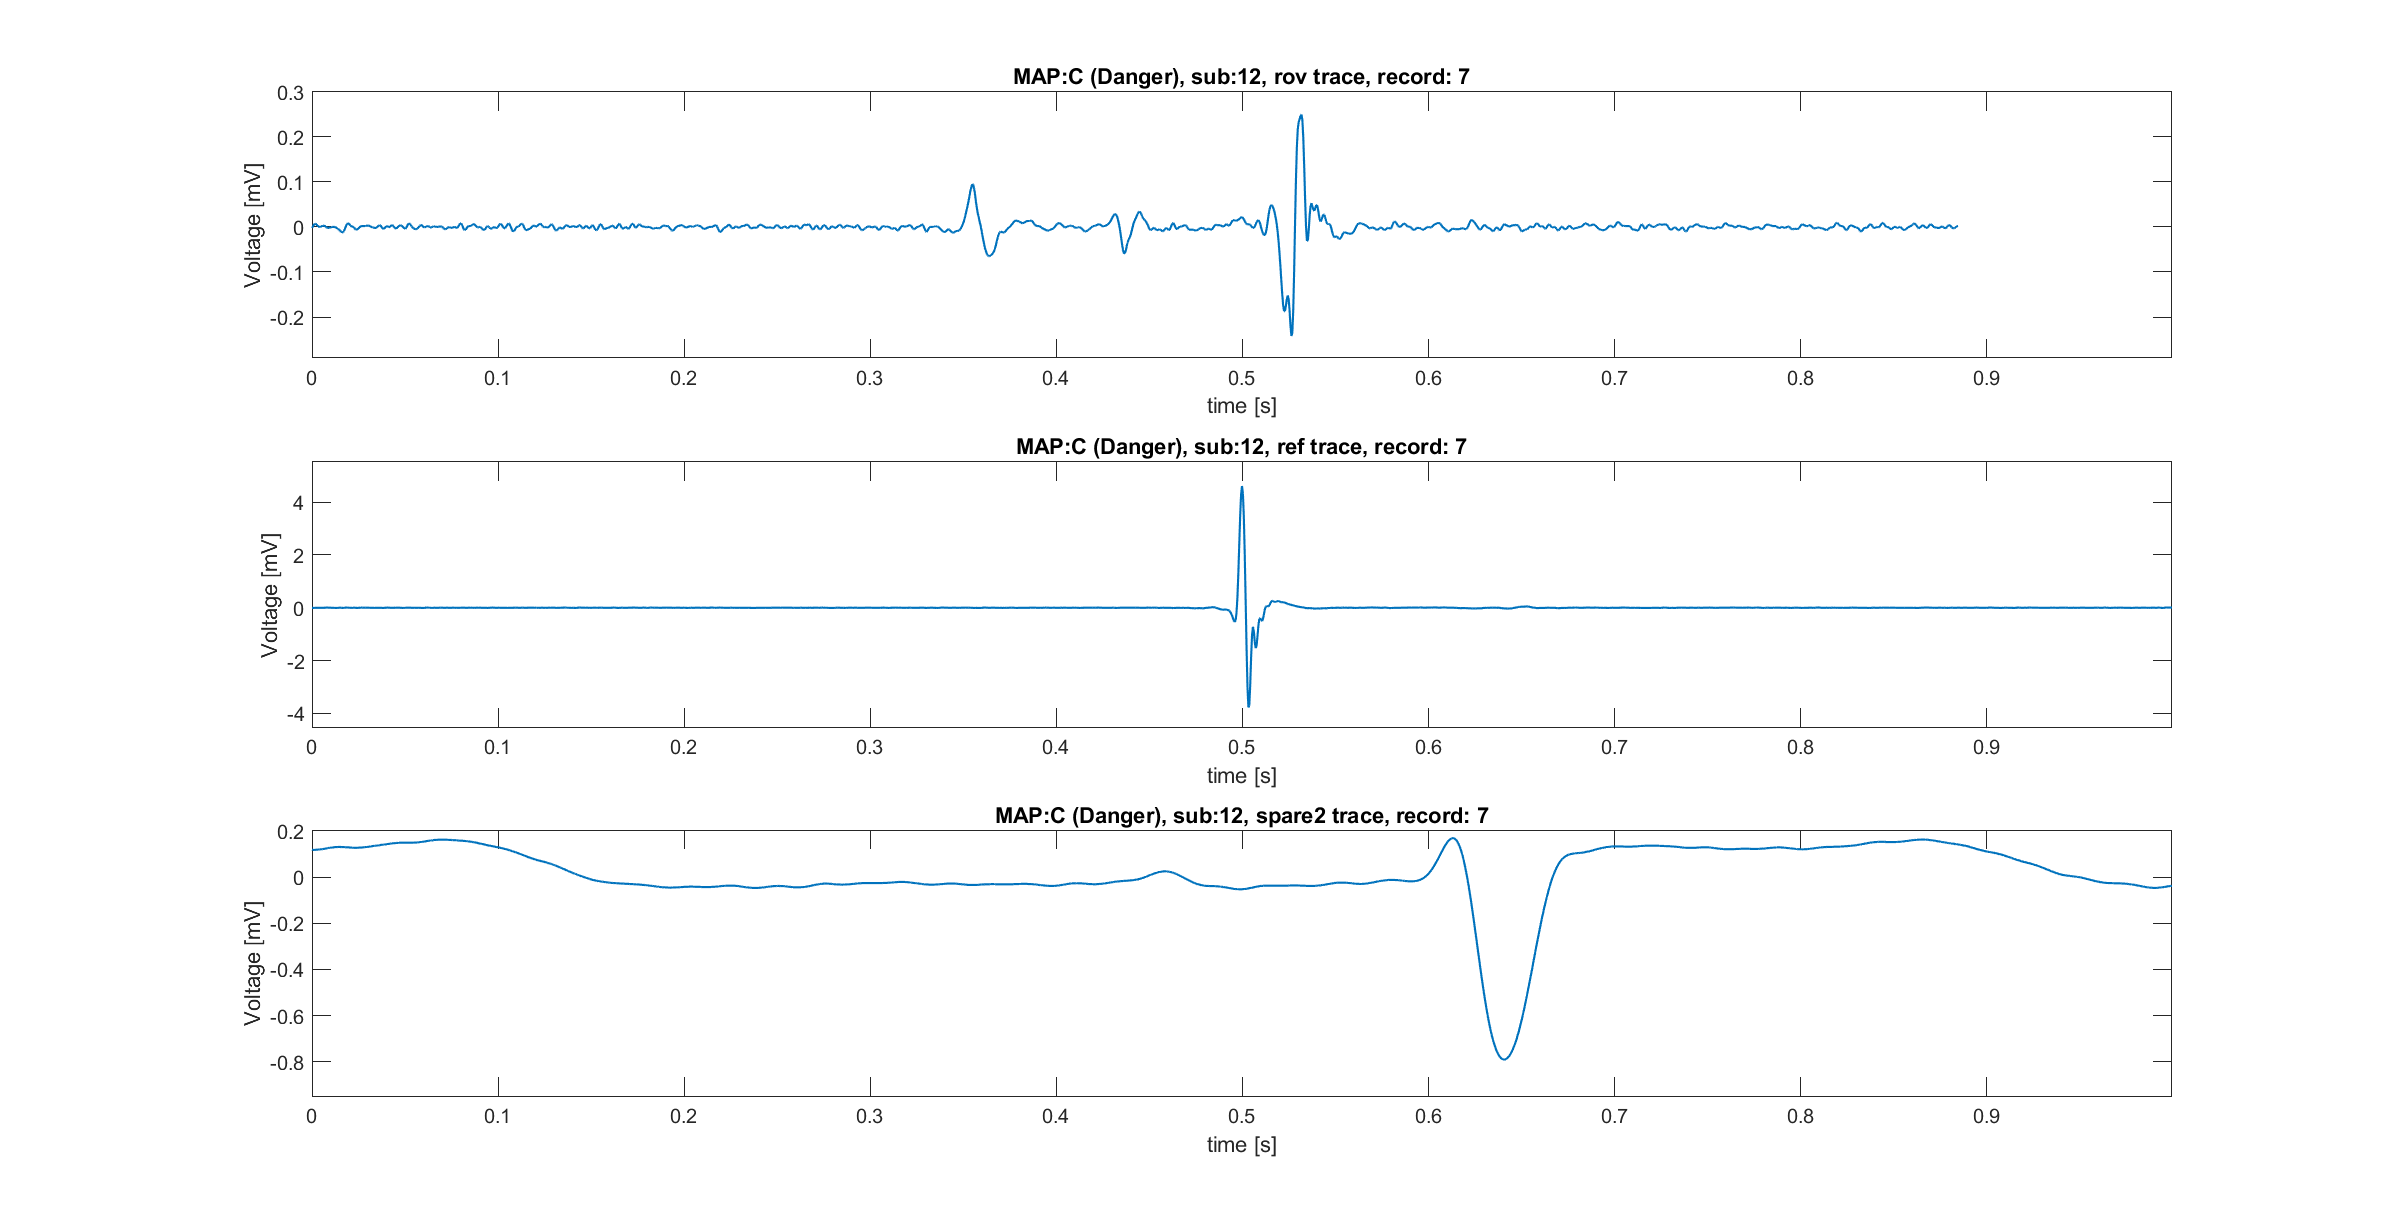 MAP:C (Danger), sub:12, rov trace, record: 7
Voltage [mV]
0.3
0.2
0.1
0
-0.1
-0.2
0 0.1 0.2 0.3 0.4 0.5 0.6 0.7 0.8 0.9
time [s]
MAP:C (Danger), sub:12, ref trace, record: 7
Voltage [mV]
4
2
0
-2
-4
0 0.1 0.2 0.3 0.4 0.5 0.6 0.7 0.8 0.9
time [s]
MAP:C (Danger), sub:12, spare2 trace, record: 7
Voltage [mV]
0.2
0
-0.2
-0.4
-0.6
-0.8
0 0.1 0.2 0.3 0.4 0.5 0.6 0.7 0.8 0.9
time [s]